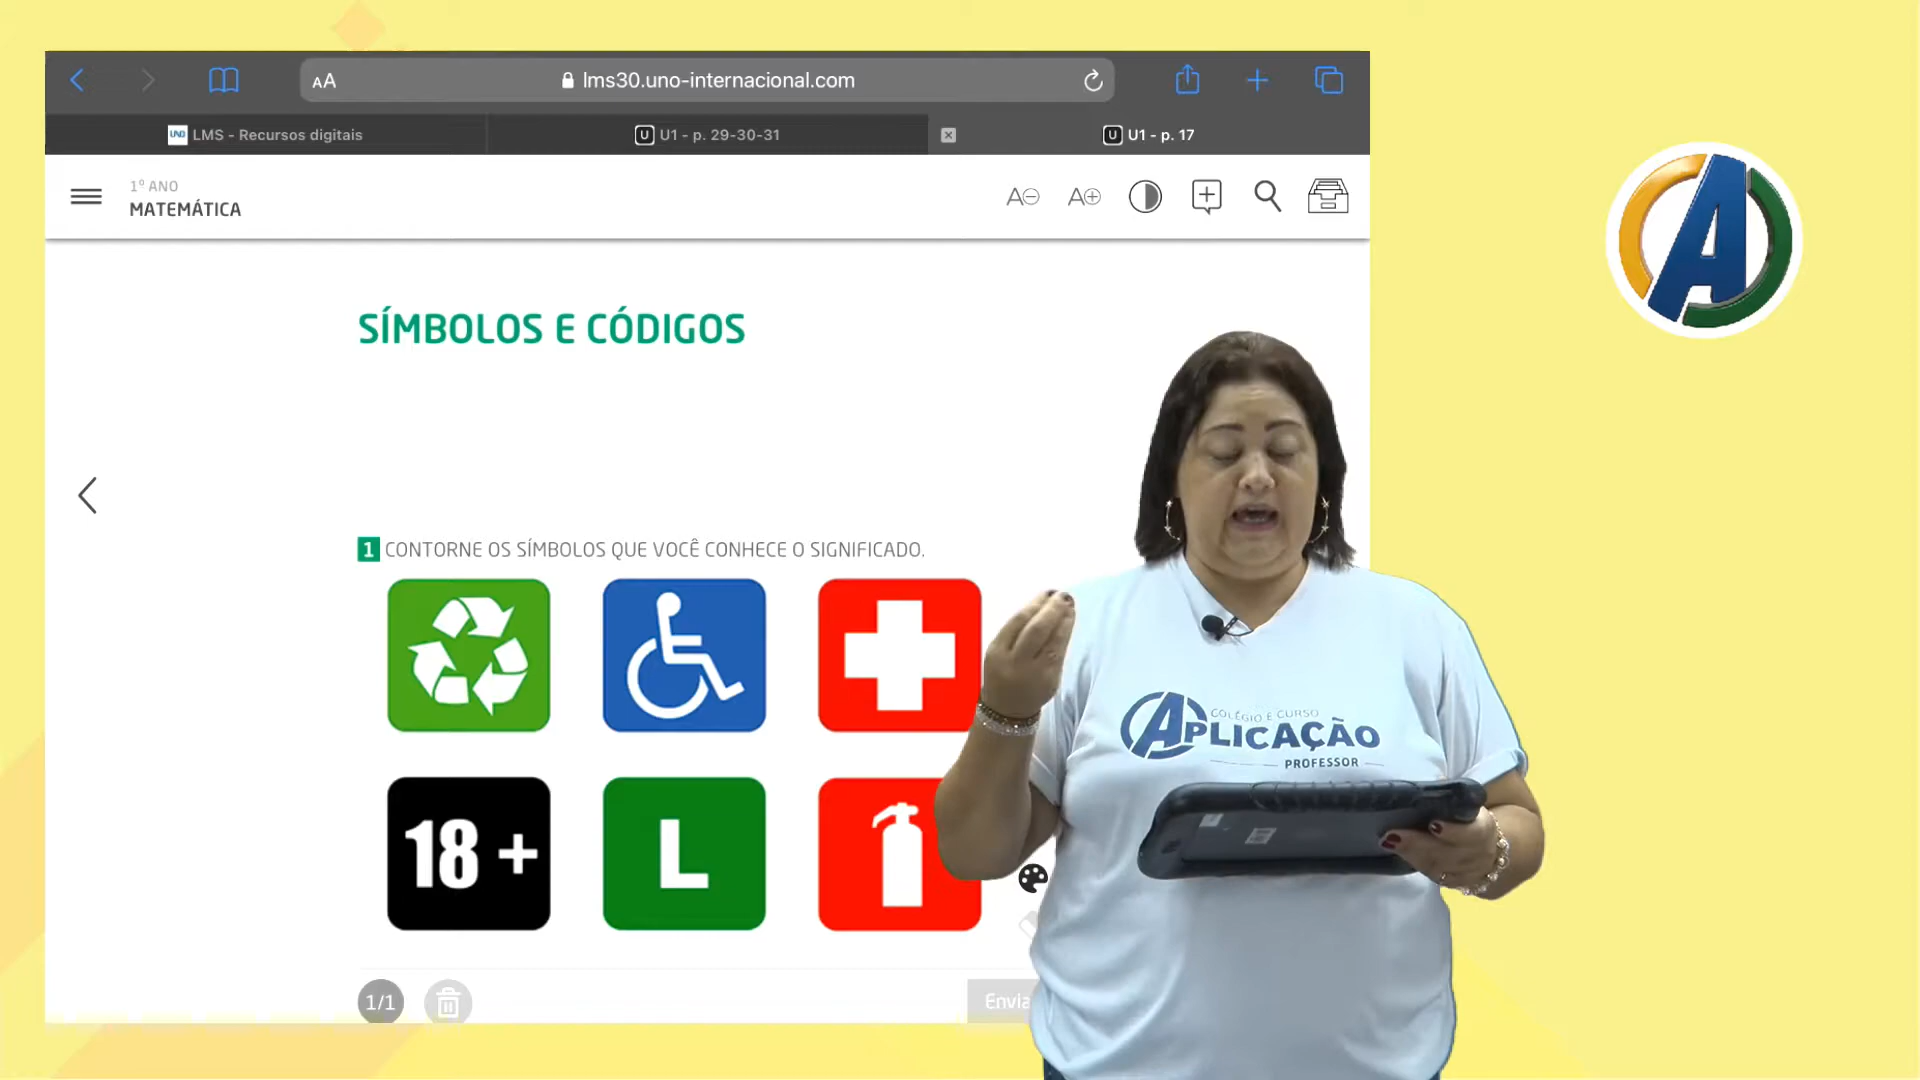 AA
lms30.uno-internacional.com
UNO LMS - Recursos digitais
U U1 - p. 29-30-31
U U1 - p. 17
1º ANO
MATEMÁTICA
A
A
SÍMBOLOS E CÓDIGOS
1 CONTORNE OS SÍMBOLOS QUE VOCÊ CONHECE O SIGNIFICADO.
18 +
L
1/1
Envia
A
COLÉGIO E CURSO
APLICAÇÃO
PROFESSOR